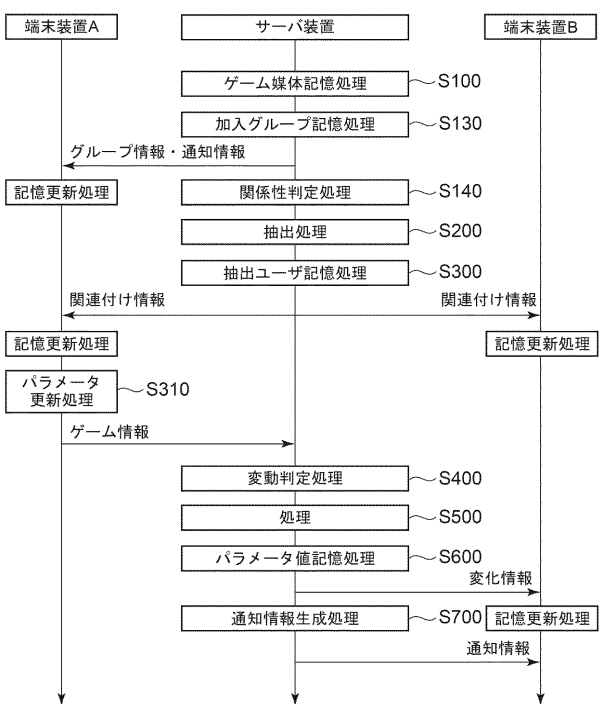 端末装置A
サーバ装置
端末装置B
ゲーム媒体記憶処理
S100
加入グループ記憶処理
S130
グループ情報・通知情報
記憶更新処理
関係性判定処理
S140
抽出処理
S200
抽出ユーザ記憶処理
S300
関連付け情報
関連付け情報
記憶更新処理
記憶更新処理
パラメータ
更新処理
S310
ゲーム情報
変動判定処理
S400
処理
S500
パラメータ値記憶処理
S600
変化情報
通知情報生成処理
S700
記憶更新処理
通知情報